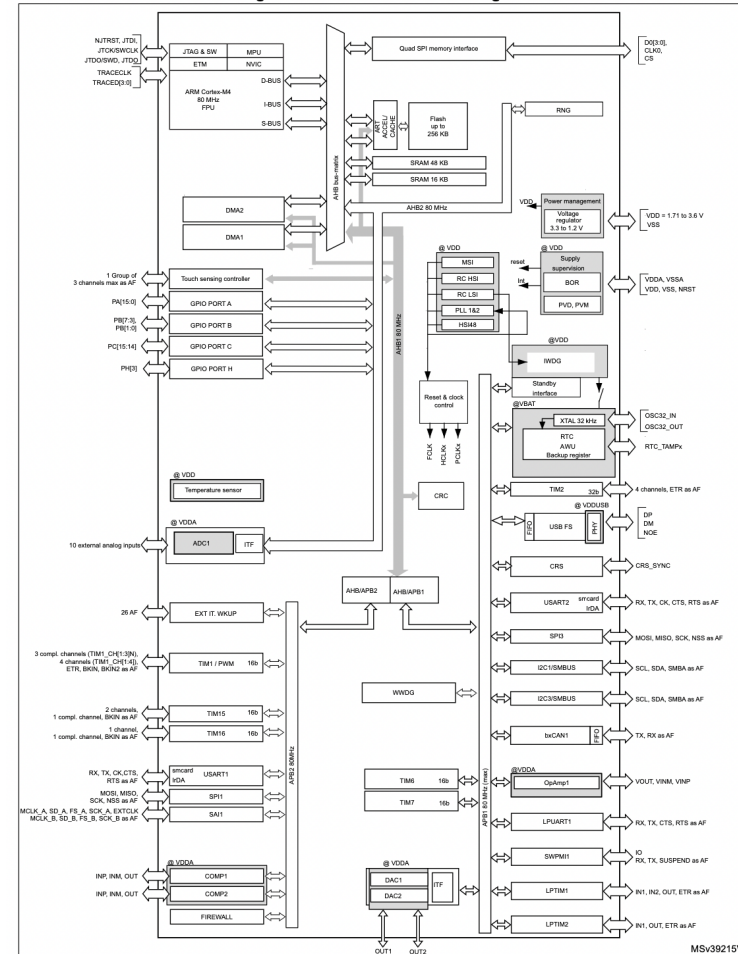 NJTRST, JTDI,
JTCK/SWCLK
JTDO/SWD, JTDO
TRACECLK
TRACED[3:0]
JTAG & SW
MPU
ETM
NVIC
ARM Cortex-M4
80 MHz
FPU
D-BUS
I-BUS
S-BUS
AHB bus-matrix
Quad SPI memory interface
D0[3:0],
CLK0,
CS
RNG
ART
ACCEL/
CACHE
Flash
up to
256 KB
SRAM 48 KB
SRAM 16 KB
AHB2 80 MHz
DMA2
DMA1
VDD
Power management
Voltage
regulator
3.3 to 1.2 V
VDD = 1.71 to 3.6 V
VSS
@ VDD
MSI
RC HSI
RC LSI
PLL 1&2
HSI48
@ VDD
Supply
supervision
reset
Int
BOR
PVD, PVM
VDDA, VSSA
VDD, VSS, NRST
1 Group of
3 channels max as AF
Touch sensing controller
PA[15:0]
GPIO PORT A
PB[7:3],
PB[1:0]
GPIO PORT B
PC[15:14]
GPIO PORT C
PH[3]
GPIO PORT H
AHB1 80 MHz
@VDD
IWDG
Standby
interface
Reset & clock
control
FCLK
HCLKx
PCLKx
@VBAT
XTAL 32 kHz
RTC
AWU
Backup register
OSC32_IN
OSC32_OUT
RTC_TAMPx
@ VDD
Temperature sensor
CRC
TIM2
32b
4 channels, ETR as AF
@ VDDUSB
FIFO
USB FS
PHY
DP
DM
NOE
@ VDDA
10 external analog inputs
ADC1
ITF
CRS
CRS_SYNC
AHB/APB2
AHB/APB1
26 AF
EXT IT. WKUP
USART2
smcard
IrDA
RX, TX, CK, CTS, RTS as AF
SPI3
MOSI, MISO, SCK, NSS as AF
3 compl. channels (TIM1_CH[1:3]N),
4 channels (TIM1_CH[1:4]),
ETR, BKIN, BKIN2 as AF
TIM1 / PWM
16b
I2C1/SMBUS
SCL, SDA, SMBA as AF
WWDG
I2C3/SMBUS
SCL, SDA, SMBA as AF
2 channels,
1 compl. channel, BKIN as AF
TIM15
16b
1 channel,
1 compl. channel, BKIN as AF
TIM16
16b
bxCAN1
FIFO
TX, RX as AF
APB2 80MHz
APB1 80 MHz (max)
RX, TX, CK,CTS,
RTS as AF
smcard
IrDA
USART1
TIM6
16b
@VDDA
OpAmp1
VOUT, VINM, VINP
MOSI, MISO,
SCK, NSS as AF
SPI1
TIM7
16b
MCLK_A, SD_A, FS_A, SCK_A, EXTCLK
MCLK_B, SD_B, FS_B, SCK_B as AF
SAI1
LPUART1
RX, TX, CTS, RTS as AF
SWPMI1
IO
RX, TX, SUSPEND as AF
@ VDDA
INP, INM, OUT
COMP1
INP, INM, OUT
COMP2
FIREWALL
@ VDDA
DAC1
DAC2
ITF
LPTIM1
IN1, IN2, OUT, ETR as AF
LPTIM2
IN1, OUT, ETR as AF
OUT1
OUT2